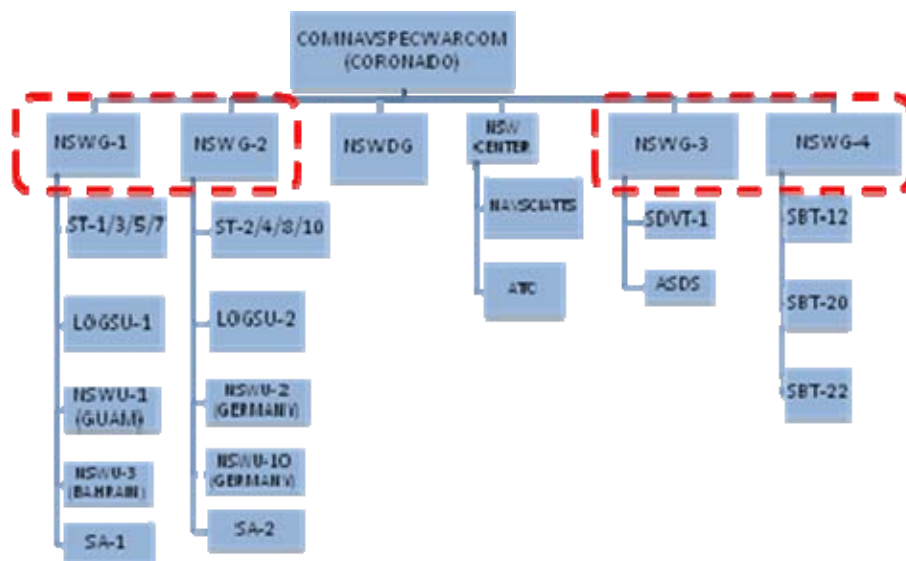 COMNAVSPECWARCOM
(CORONADO)
NSWG-1
NSWG-2
NSWDG
NSW
CENTER
NSWG-3
NSWG-4
ST-1/3/5/7
ST-2/4/8/10
NAVSCIATTS
SDVT-1
SBT-12
LOGSU-1
LOGSU-2
ATC
ASDS
SBT-20
NSWU-1
(GUAM)
NSWU-2
(GERMANY)
SBT-22
NSWU-3
(BAHRAIN)
NSWU-10
(GERMANY)
SA-1
SA-2